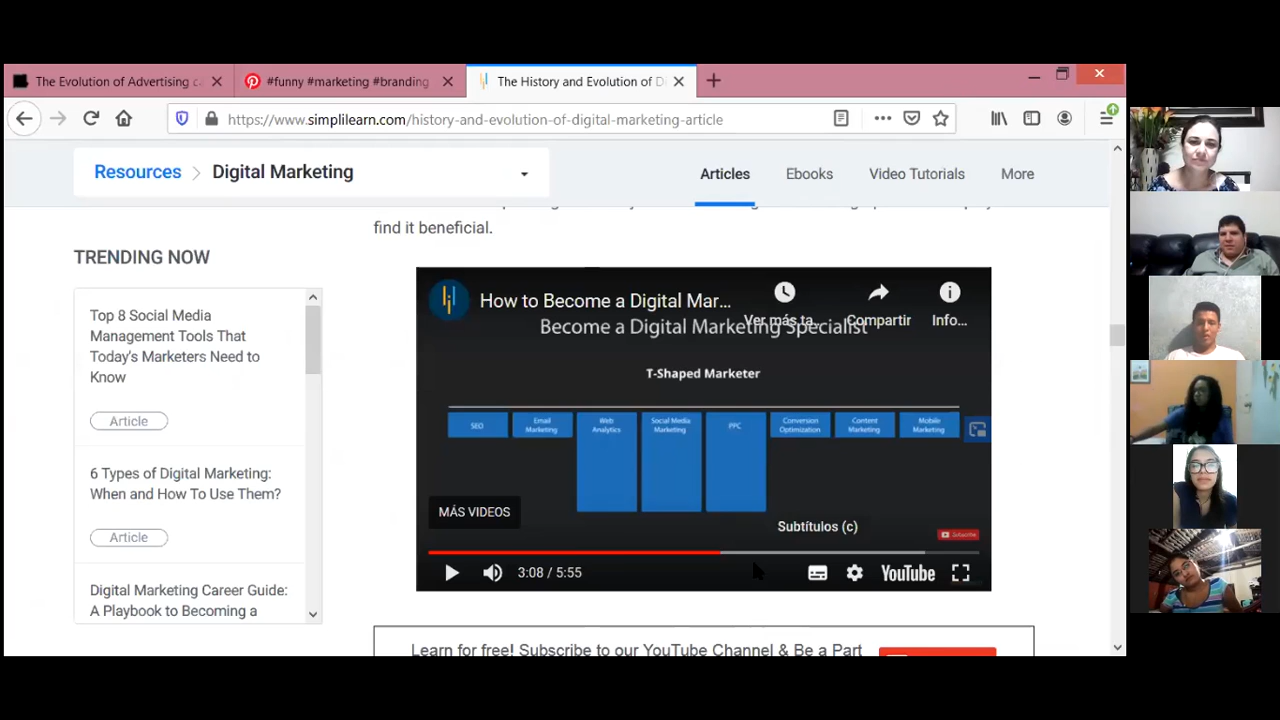 The Evolution of Advertising
#funny #marketing #branding
The History and Evolution of D
https://www.simplilearn.com/history-and-evolution-of-digital-marketing-article
Resources
Digital Marketing
Articles
Ebooks
Video Tutorials
More
find it beneficial.
TRENDING NOW
Top 8 Social Media
Management Tools That
Today's Marketers Need to
Know
Article
6 Types of Digital Marketing:
When and How To Use Them?
Article
Digital Marketing Career Guide:
A Playbook to Becoming a
How to Become a Digital Mar...
Ver más ta...
Compartir
Info...
Become a Digital Marketing Specialist
T-Shaped Marketer
SEO
Email
Marketing
Web
Analytics
Social Media
Marketing
PPC
Conversion
Optimization
Content
Marketing
Mobile
Marketing
MÁS VIDEOS
Subtítulos (c)
Subscribe
3:08 / 5:55
YouTube
Learn for free! Subscribe to our YouTube Channel & Be a Part